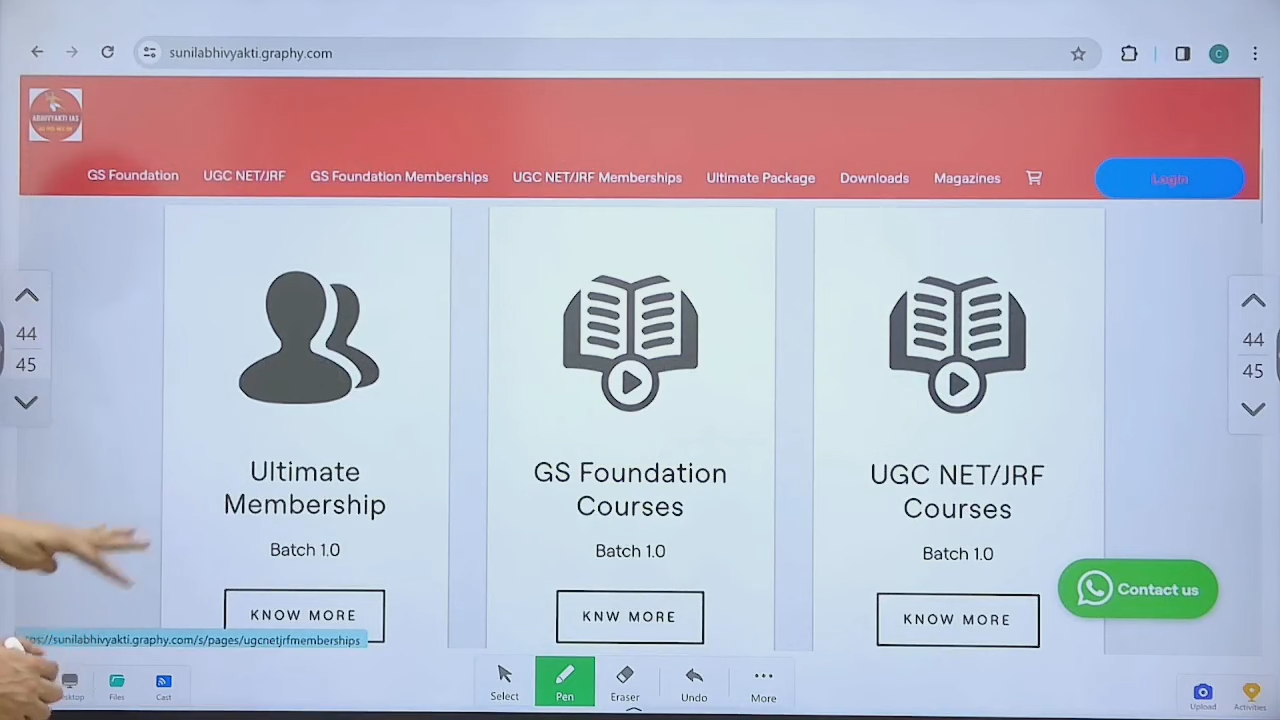 sunilabhivyakti.graphy.com
C
ABHIVYAKTI IAS
GS Foundation
UGC NET/JRF
GS Foundation Memberships
UGC NET/JRF Memberships
Ultimate Package
Downloads
Magazines
Login
44
45
44
45
Ultimate
Membership
Batch 1.0
KNOW MORE
GS Foundation
Courses
Batch 1.0
KNW MORE
UGC NET/JRF
Courses
Batch 1.0
KNOW MORE
Contact us
ps://sunilabhivyakti.graphy.com/s/pages/ugcnetjrfmemberships
Files
Cast
Select
Pen
Eraser
Undo
More
Upload
Activities